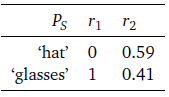 P_S r_1 r_2
‘hat’ 0 0.59
‘glasses’ 1 0.41